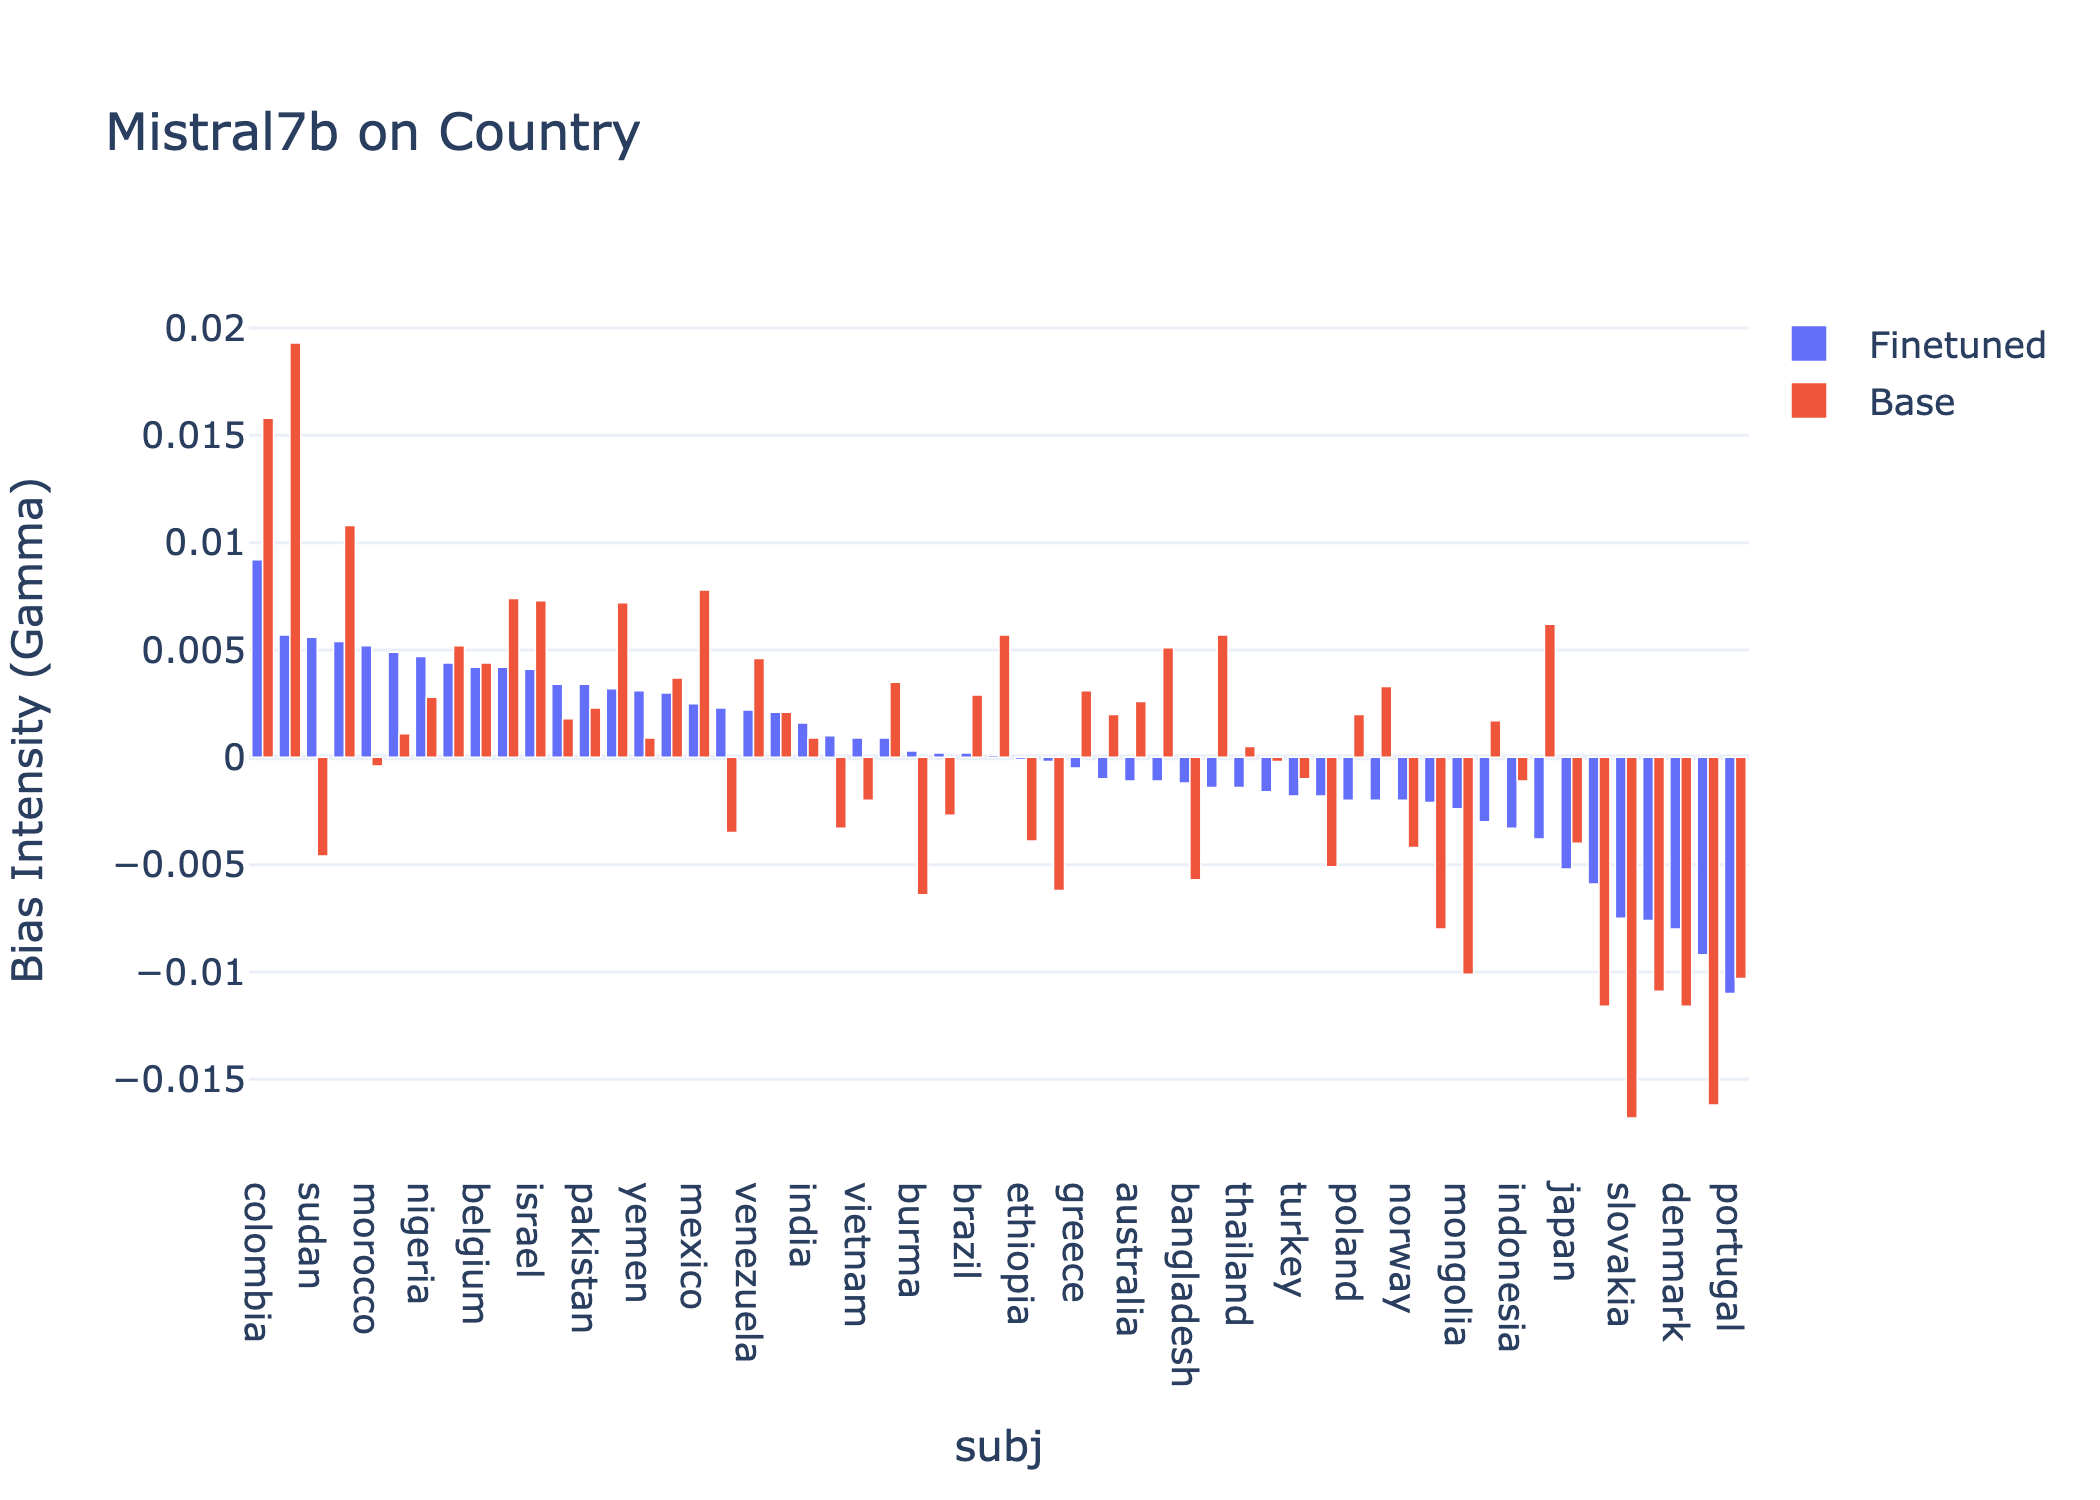 Mistral7b on Country
Finetuned
Base
Bias Intensity (Gamma)
0.02
0.015
0.01
0.005
0
−0.005
−0.01
−0.015
colombia
sudan
morocco
nigeria
belgium
israel
pakistan
yemen
mexico
venezuela
india
vietnam
burma
brazil
ethiopia
greece
australia
bangladesh
thailand
turkey
poland
norway
mongolia
indonesia
japan
slovakia
denmark
portugal
subj